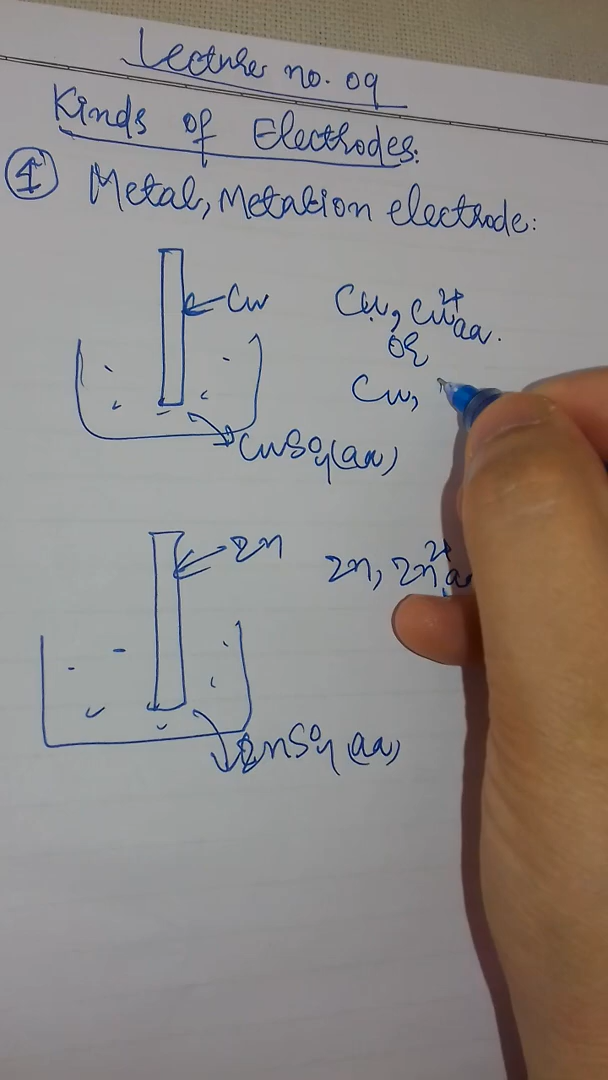 Lecture no. 09
Kinds of Electrodes:
1 Metal, Metal ion electrode:
Cu
Cu, Cu2+aq.
OR
Cu,
CuSO4(aq)
Zn
Zn, Zn2+a
ZnSO4(aq)